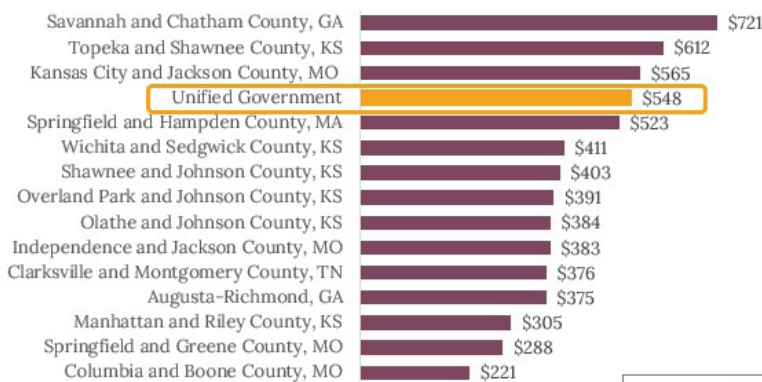 Savannah and Chatham County, GA $721
Topeka and Shawnee County, KS $612
Kansas City and Jackson County, MO $565
Unified Government $548
Springfield and Hampden County, MA $523
Wichita and Sedgwick County, KS $411
Shawnee and Johnson County, KS $403
Overland Park and Johnson County, KS $391
Olathe and Johnson County, KS $384
Independence and Jackson County, MO $383
Clarksville and Montgomery County, TN $376
Augusta-Richmond, GA $375
Manhattan and Riley County, KS $305
Springfield and Greene County, MO $288
Columbia and Boone County, MO $221